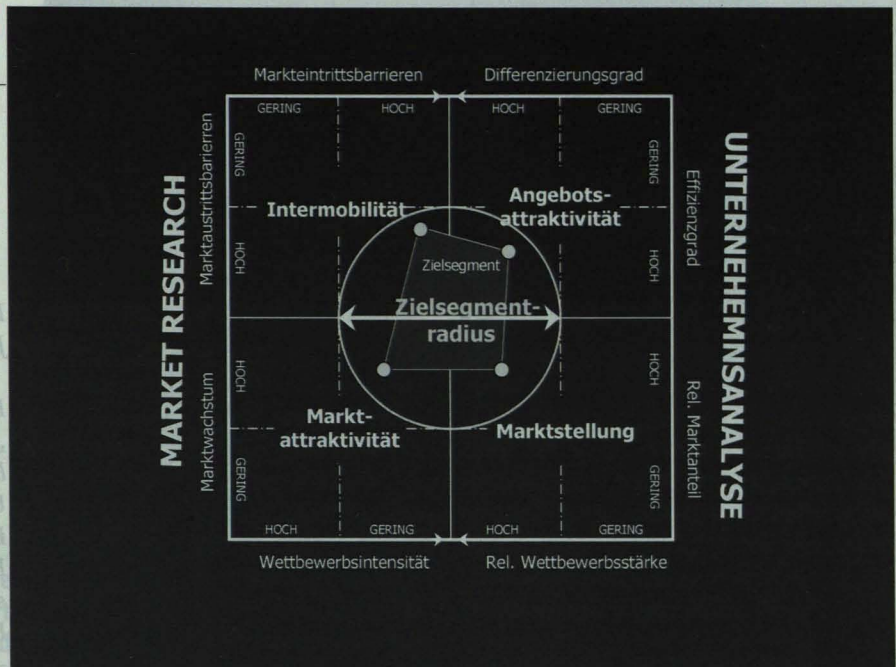 Markteintrittsbarrieren
Differenzierungsgrad
GERING
HOCH
HOCH
GERING
MARKET RESEARCH
Marktaustrittsbarierren
GERING
HOCH
Intermobilität
Angebots-
attraktivität
GERING
HOCH
Effizienzgrad
UNTERNEHEMNSANALYSE
Zielsegment
Zielsegment-
radius
Marktwachstum
HOCH
GERING
Markt-
attraktivität
Marktstellung
HOCH
GERING
Rel. Marktanteil
HOCH
GERING
HOCH
GERING
Wettbewerbsintensität
Rel. Wettbewerbsstärke